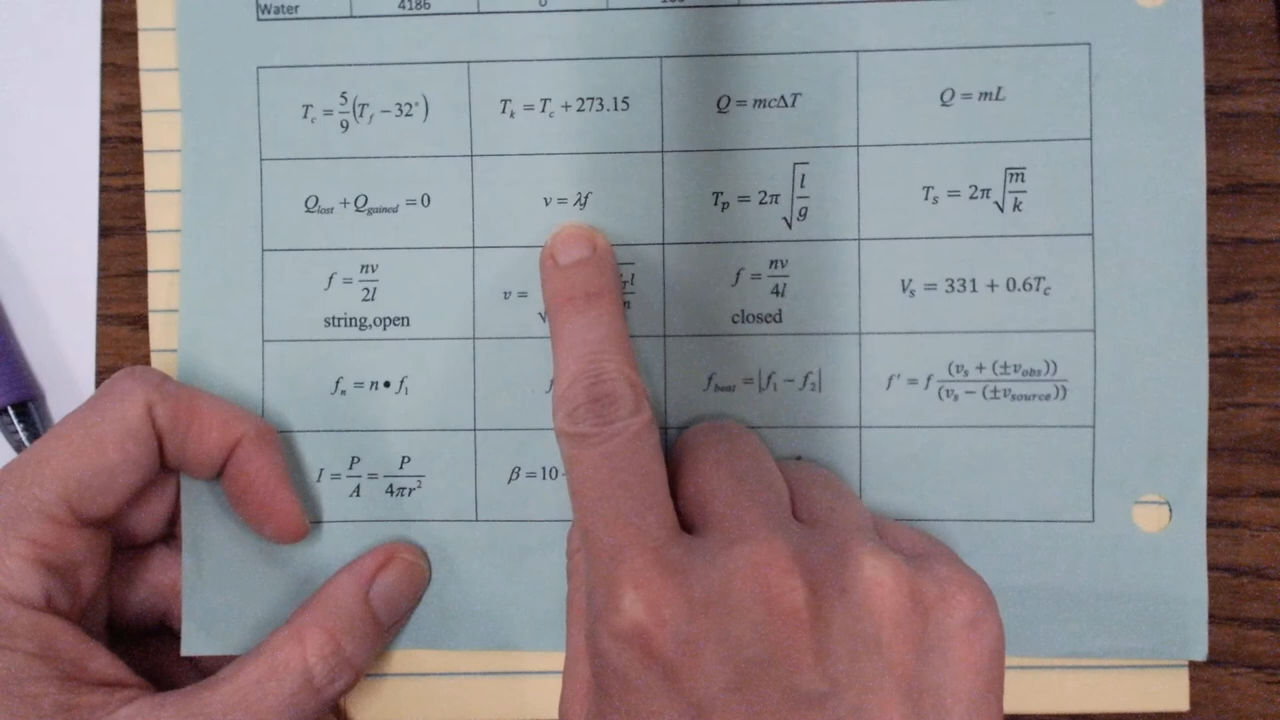 Water 4186 0
T_c = 5/9 (T_f − 32°) T_k = T_c + 273.15 Q = mcΔT Q = mL
Q_lost + Q_gained = 0 v = λf T_p = 2π √(l/g) T_s = 2π √(m/k)
f = nv/2l v = f = nv/4l V_s = 331 + 0.6T_c
string,open closed
f_n = n • f_1 f_beat = |f_1 − f_2| f' = f (v_s + (±v_obs))/(v_s − (±v_source))
I = P/A = P/4πr² β = 10